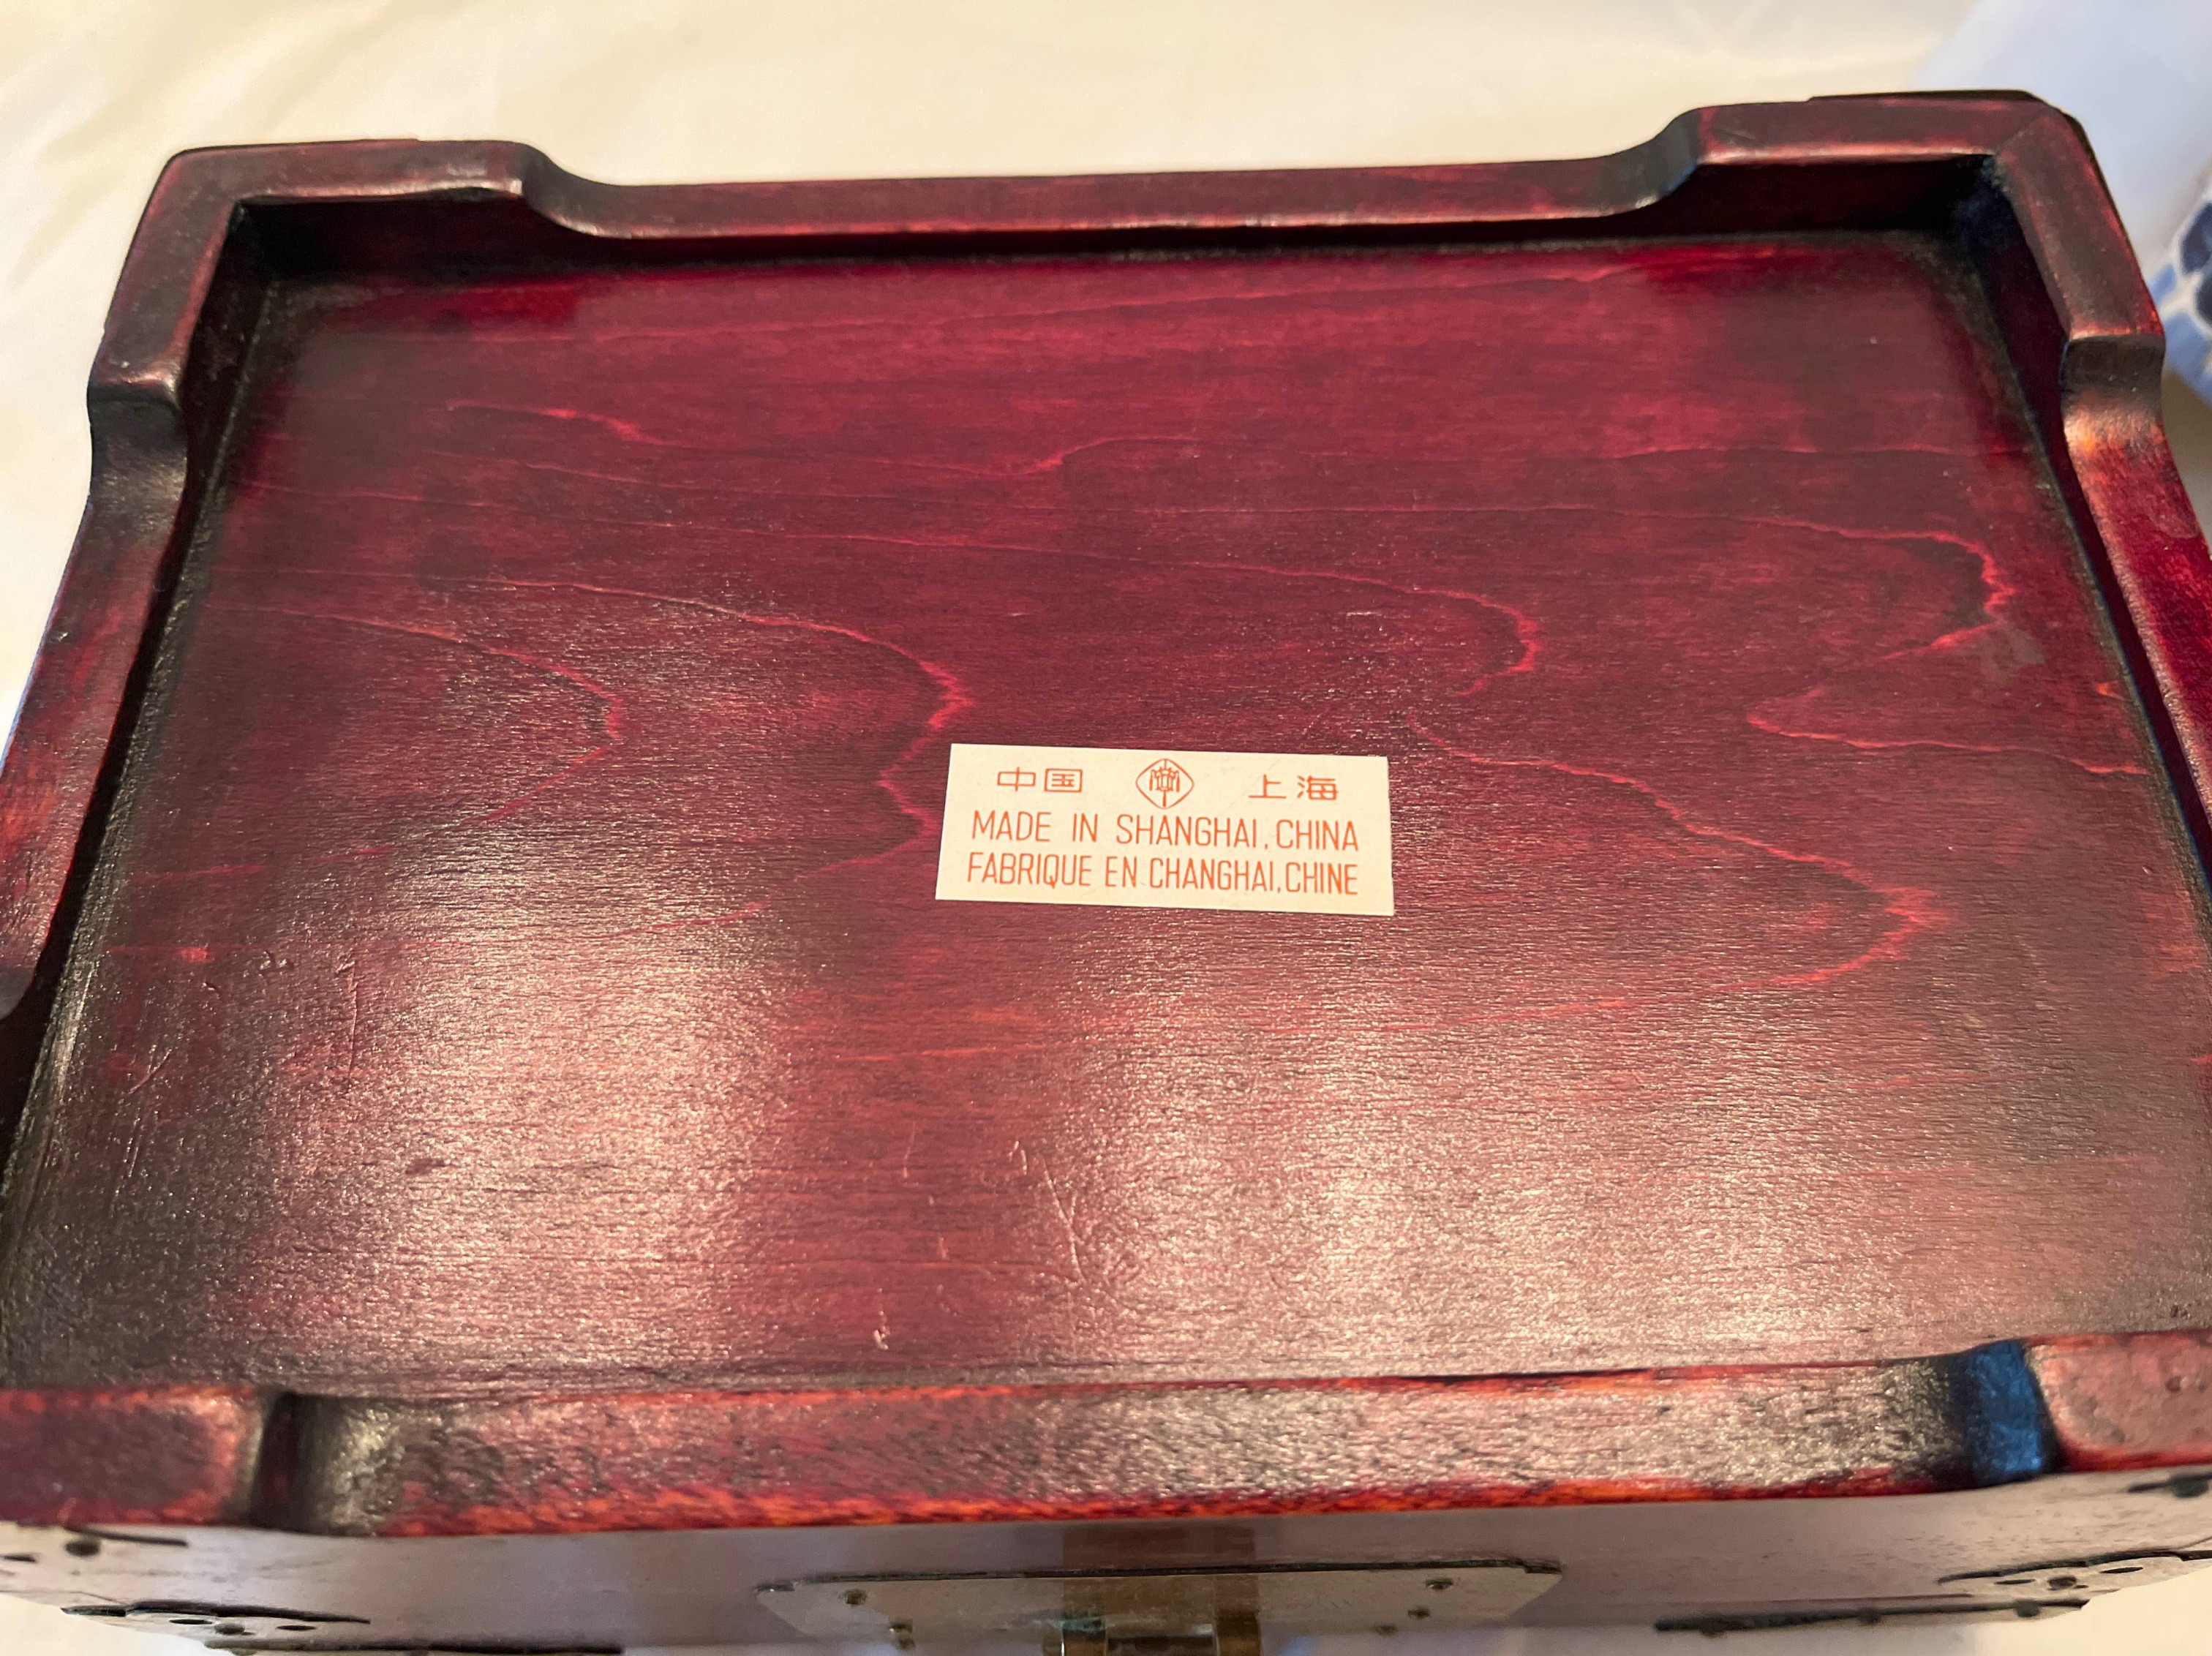 中国 上海
MADE IN SHANGHAI, CHINA
FABRIQUE EN CHANGHAI, CHINE